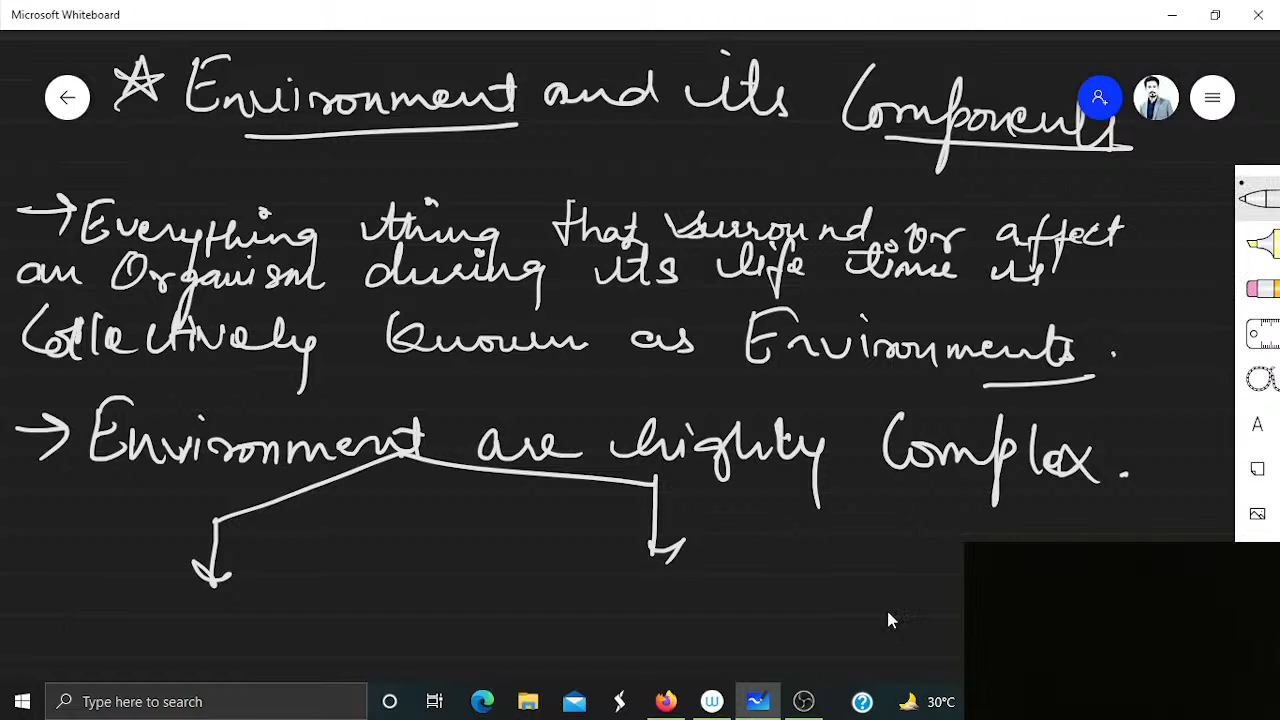 Microsoft Whiteboard
☆ Environment and its Components
→ Everything thing that surround or affect
an Organism during its life time is
Collectively known as Environments.
→ Environment are highlty Complex.
A
Type here to search
30°C